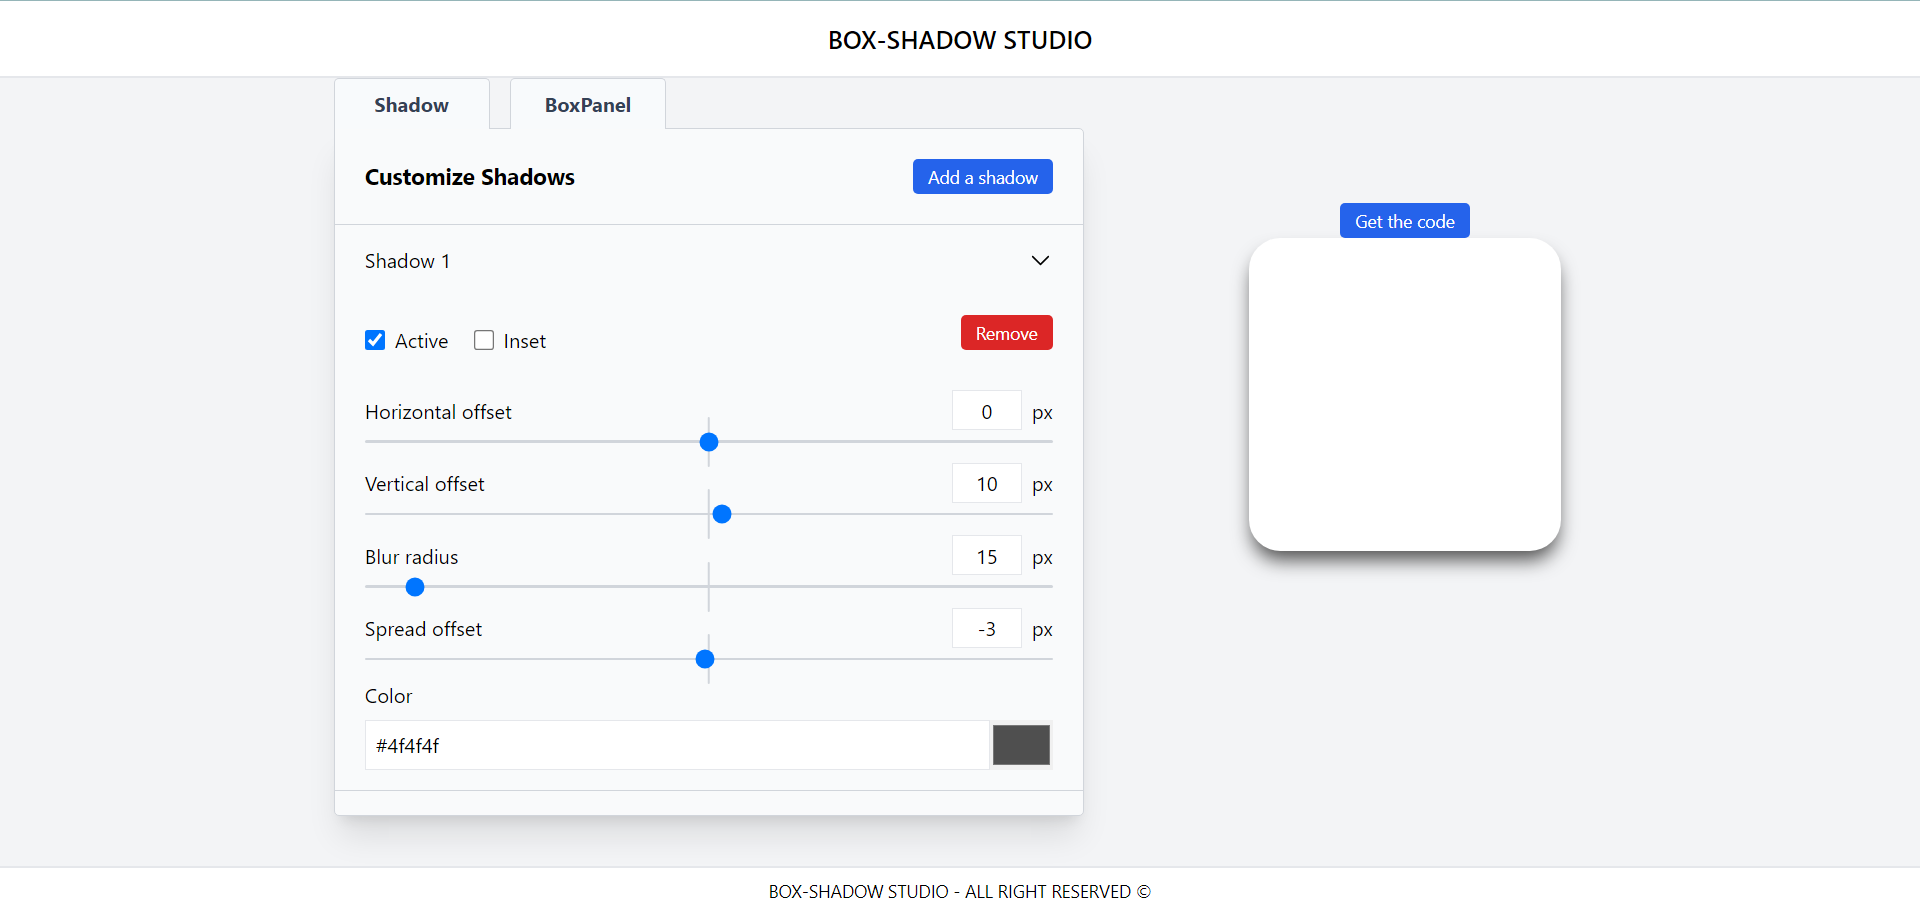 BOX-SHADOW STUDIO
Shadow
BoxPanel
Customize Shadows
Add a shadow
Shadow 1
Active
Inset
Remove
Horizontal offset
0 px
Vertical offset
10 px
Blur radius
15 px
Spread offset
-3 px
Color
#4f4f4f
Get the code
BOX-SHADOW STUDIO - ALL RIGHT RESERVED ©